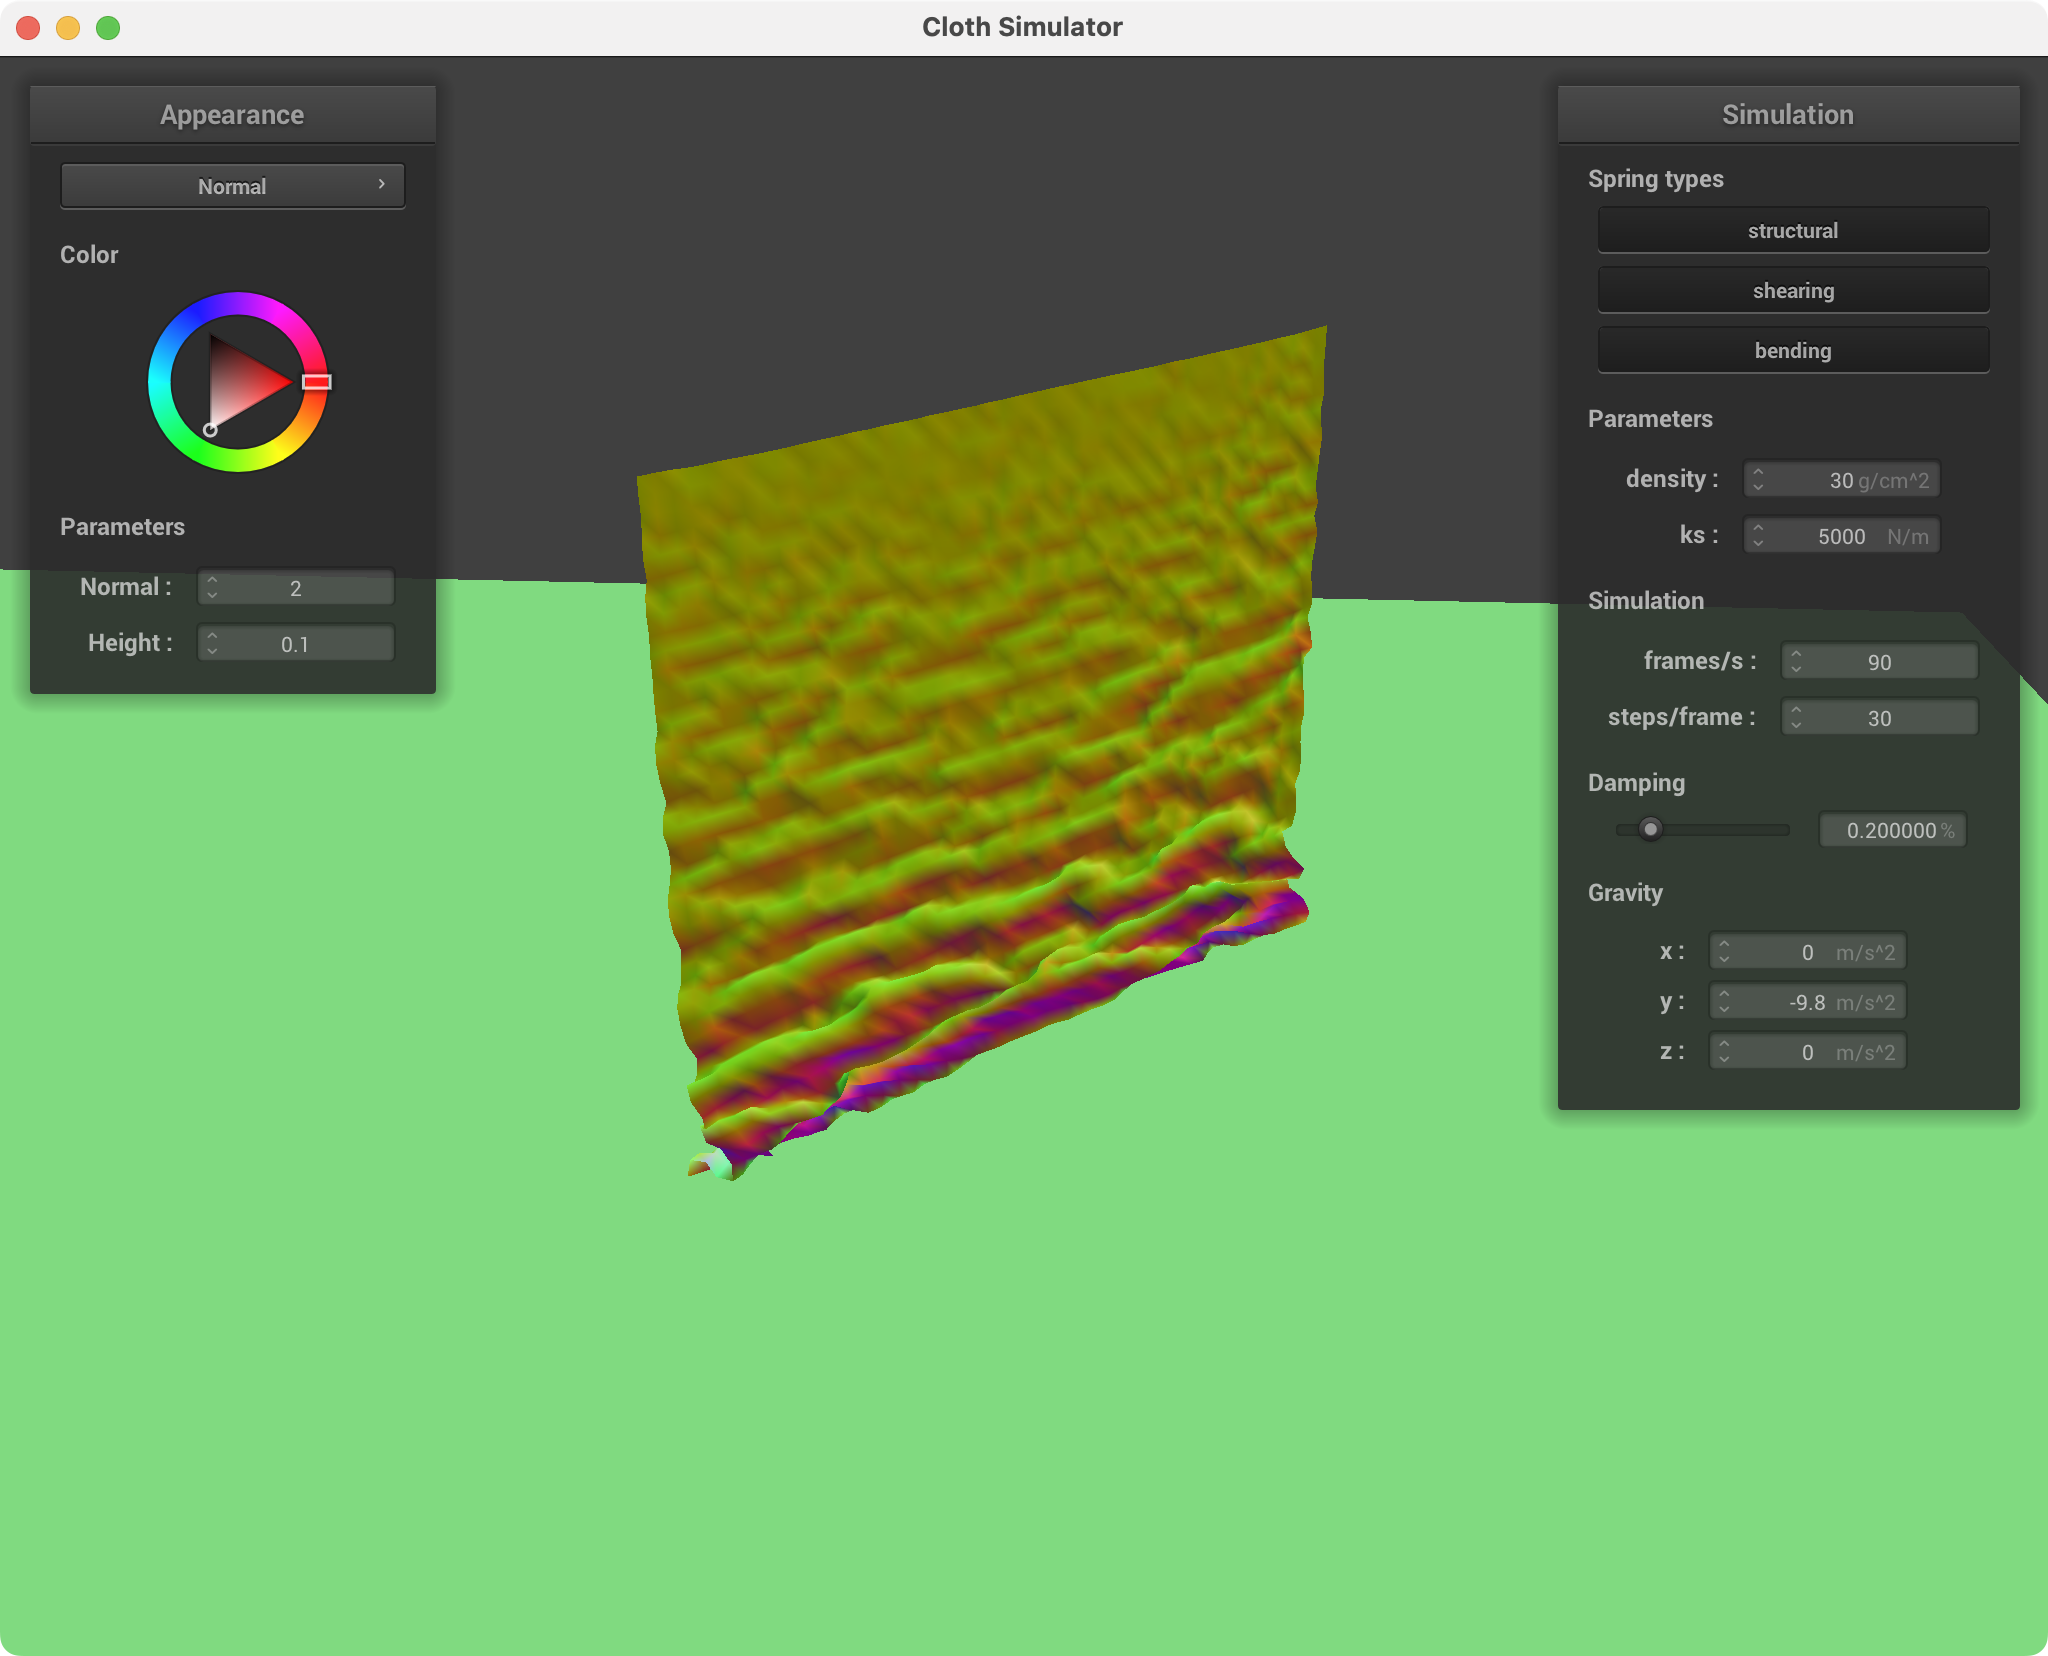 Cloth Simulator
Appearance
Normal
Color
Parameters
Normal : 2
Height : 0.1
Simulation
Spring types
structural
shearing
bending
Parameters
density : 30 g/cm^2
ks : 5000 N/m
Simulation
frames/s : 90
steps/frame : 30
Damping
0.200000 %
Gravity
x : 0 m/s^2
y : -9.8 m/s^2
z : 0 m/s^2